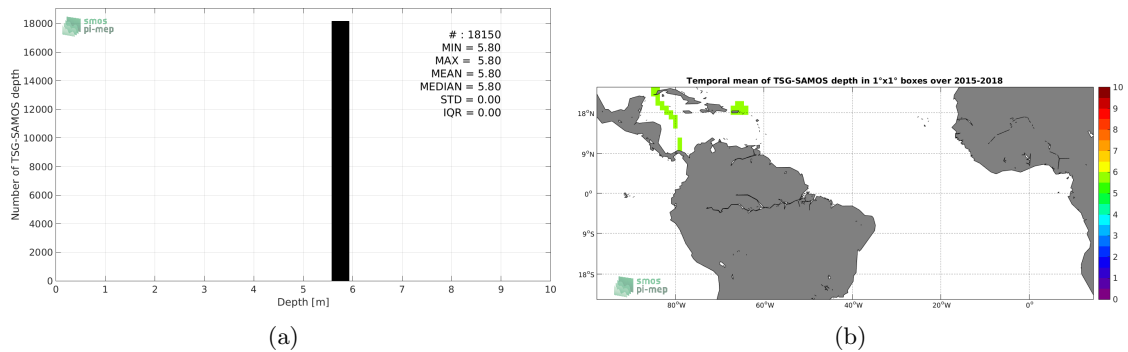 smos
pi-mep
Number of TSG-SAMOS depth
18000
16000
14000
12000
10000
8000
6000
4000
2000
0
# : 18150
MIN = 5.80
MAX = 5.80
MEAN = 5.80
MEDIAN = 5.80
STD = 0.00
IQR = 0.00
0 1 2 3 4 5 6 7 8 9 10
Depth [m]
(a)
Temporal mean of TSG-SAMOS depth in 1°x1° boxes over 2015-2018
18°N
9°N
0°
9°S
18°S
80°W 60°W 40°W 20°W 0°
smos
pi-mep
10
9
8
7
6
5
4
3
2
1
0
(b)